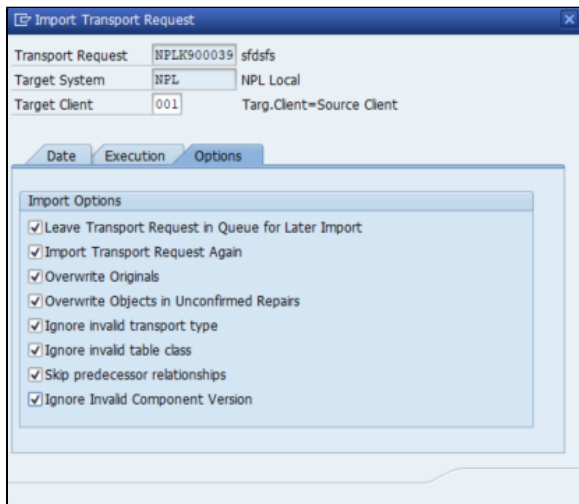 Import Transport Request
Transport Request NPLK900039 sfdsfs
Target System NPL NPL Local
Target Client 001 Targ.Client=Source Client
Date Execution Options
Import Options
Leave Transport Request in Queue for Later Import
Import Transport Request Again
Overwrite Originals
Overwrite Objects in Unconfirmed Repairs
Ignore invalid transport type
Ignore invalid table class
Skip predecessor relationships
Ignore Invalid Component Version